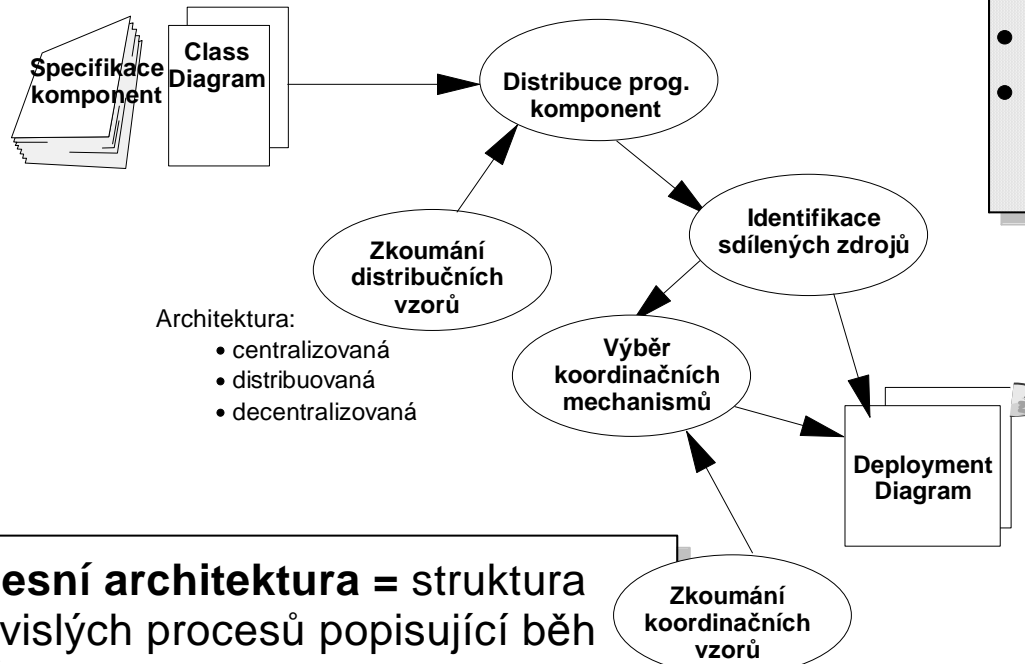 Specifikace
komponent
Class
Diagram
Distribuce prog.
komponent
Identifikace
sdílených zdrojů
Zkoumání
distribučních
vzorů
Architektura:
• centralizovaná
• distribuovaná
• decentralizovaná
Výběr
koordinačních
mechanismů
Deployment
Diagram
esní architektura = struktura
vislých procesů popisující běh
Zkoumání
koordinačních
vzorů